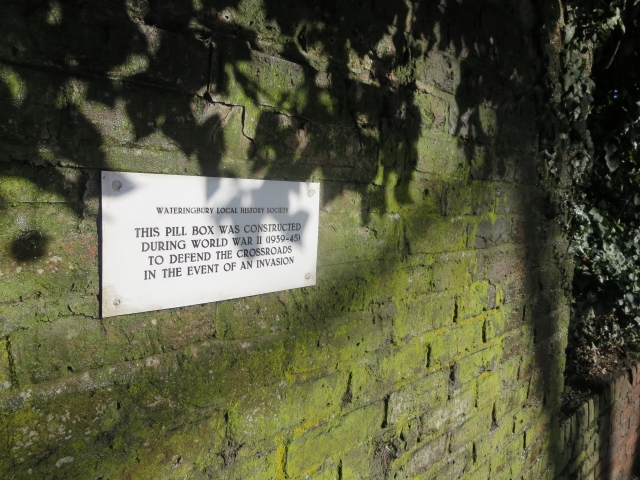 WATERINGBURY LOCAL HISTORY SOCIETY
THIS PILL BOX WAS CONSTRUCTED
DURING WORLD WAR II (1939-45)
TO DEFEND THE CROSSROADS
IN THE EVENT OF AN INVASION